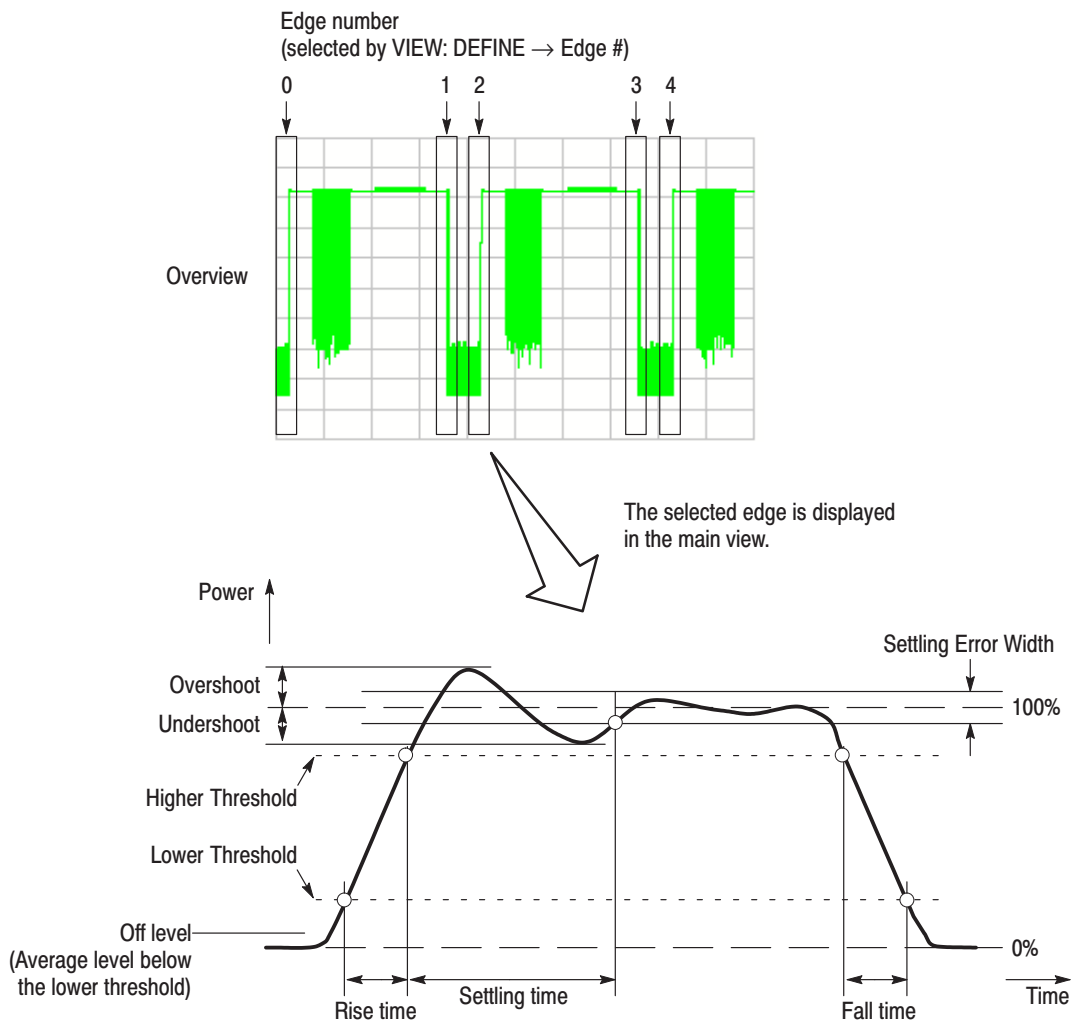 Edge number
(selected by VIEW: DEFINE → Edge #)
0 1 2 3 4
Overview
The selected edge is displayed
in the main view.
Power
Settling Error Width
Overshoot
100%
Undershoot
Higher Threshold
Lower Threshold
Off level
(Average level below
the lower threshold)
0%
Rise time
Settling time
Fall time
Time